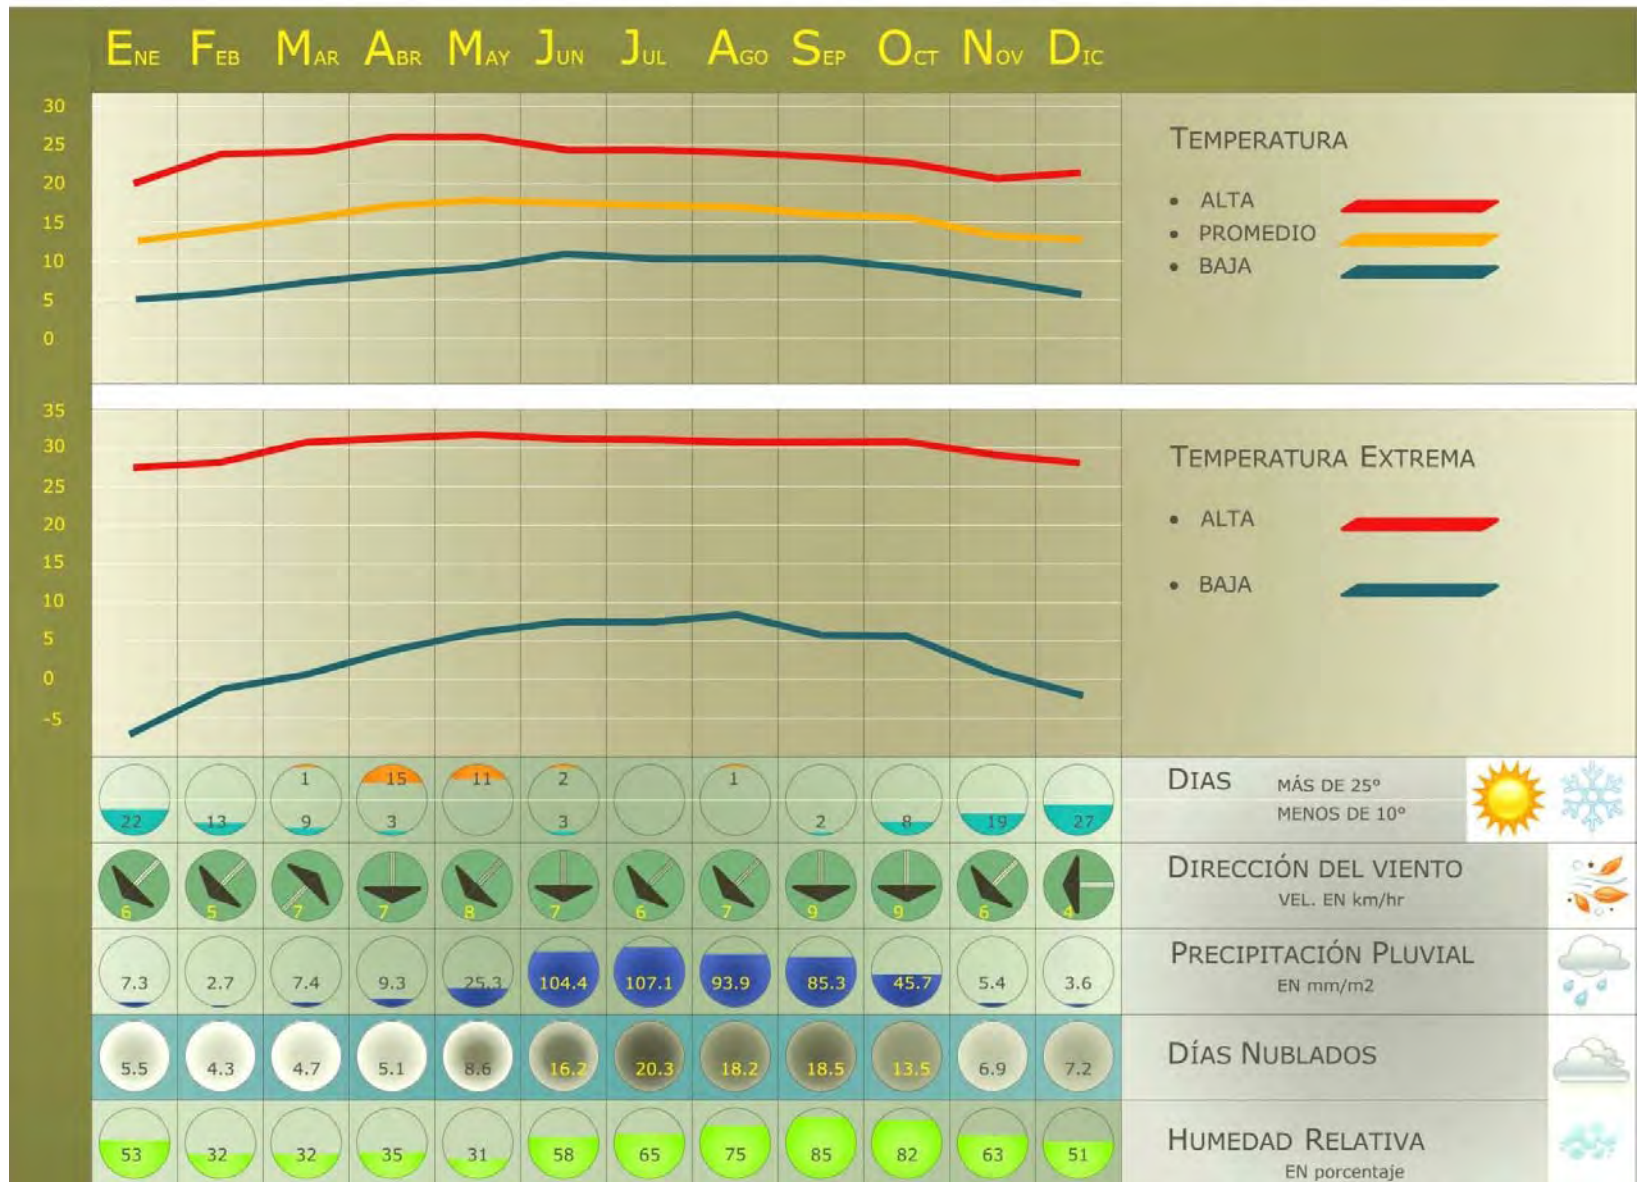 ENE FEB MAR ABR MAY JUN JUL AGO SEP OCT NOV DIC
30
25
20
15
10
5
0
TEMPERATURA
• ALTA
• PROMEDIO
• BAJA
35
30
25
20
15
10
5
0
-5
TEMPERATURA EXTREMA
• ALTA
• BAJA
1 15 11 2 1
22 13 9 3 3 2 8 19 27
DIAS MÁS DE 25°
MENOS DE 10°
6 5 7 7 8 7 6 7 9 9 6 4
DIRECCIÓN DEL VIENTO
VEL. EN km/hr
7.3 2.7 7.4 9.3 25.3 104.4 107.1 93.9 85.3 45.7 5.4 3.6
PRECIPITACIÓN PLUVIAL
EN mm/m2
5.5 4.3 4.7 5.1 8.6 16.2 20.3 18.2 18.5 13.5 6.9 7.2
DÍAS NUBLADOS
53 32 32 35 31 58 65 75 85 82 63 51
HUMEDAD RELATIVA
EN porcentaje